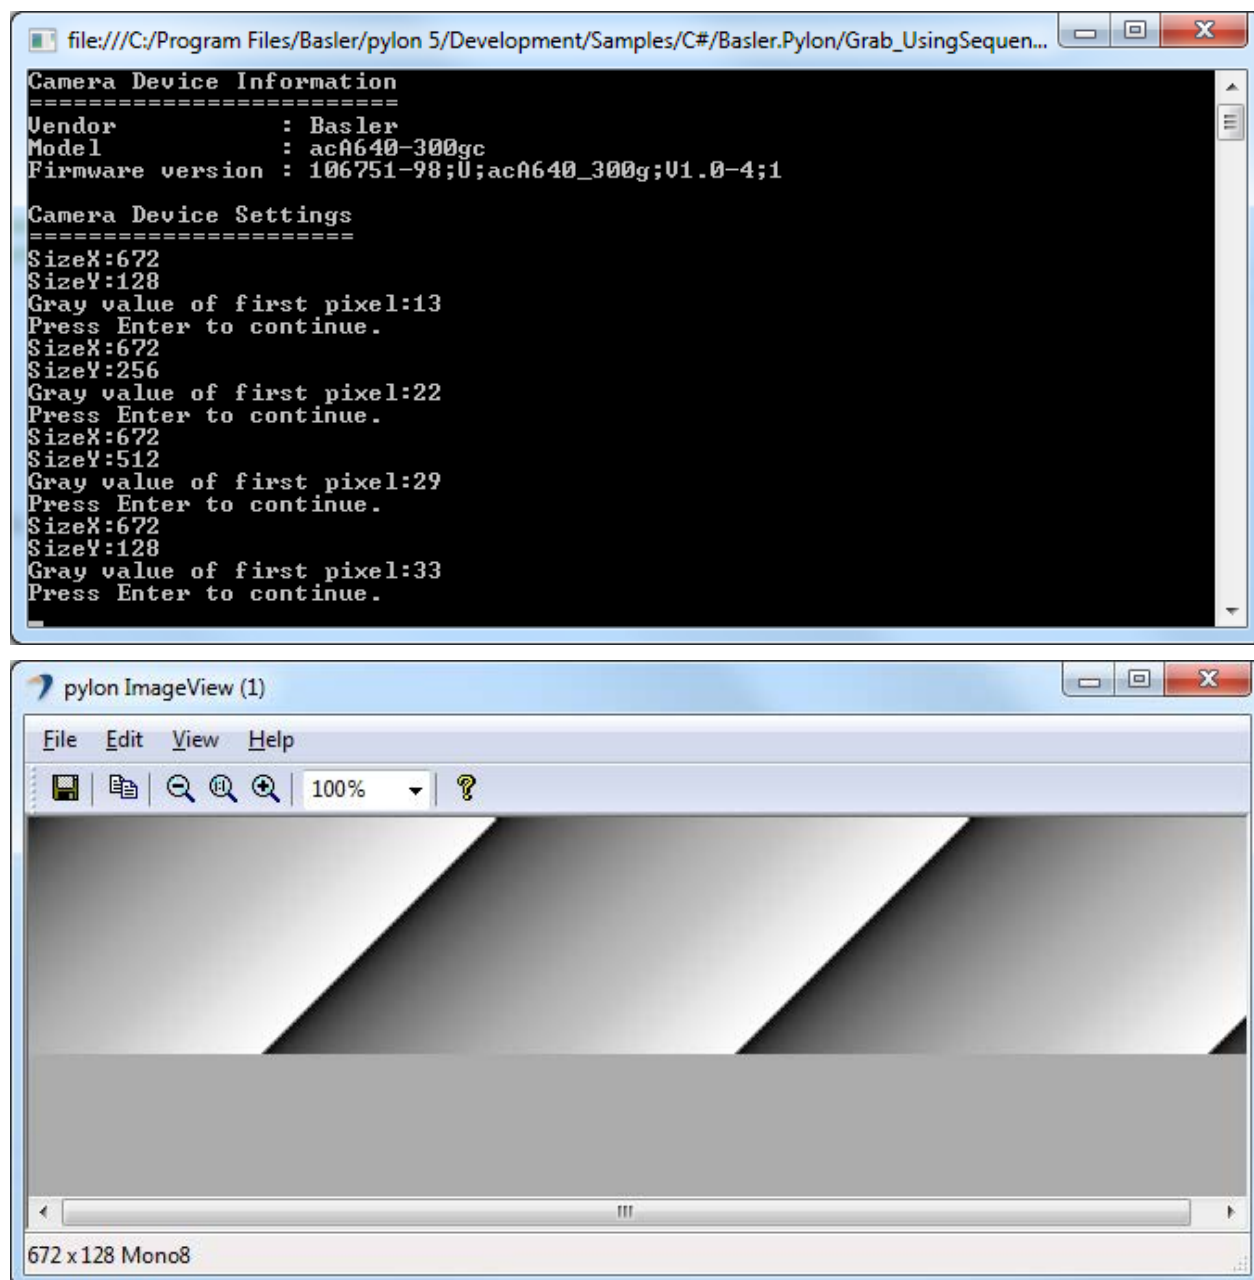 file:///C:/Program Files/Basler/pylon 5/Development/Samples/C#/Basler.Pylon/Grab_UsingSequen...
Camera Device Information
=========================
Vendor           : Basler
Model            : acA640-300gc
Firmware version : 106751-98;U;acA640_300g;V1.0-4;1
Camera Device Settings
======================
SizeX:672
SizeY:128
Gray value of first pixel:13
Press Enter to continue.
SizeX:672
SizeY:256
Gray value of first pixel:22
Press Enter to continue.
SizeX:672
SizeY:512
Gray value of first pixel:29
Press Enter to continue.
SizeX:672
SizeY:128
Gray value of first pixel:33
Press Enter to continue.
pylon ImageView (1)
File Edit View Help
100%
672 x 128 Mono8